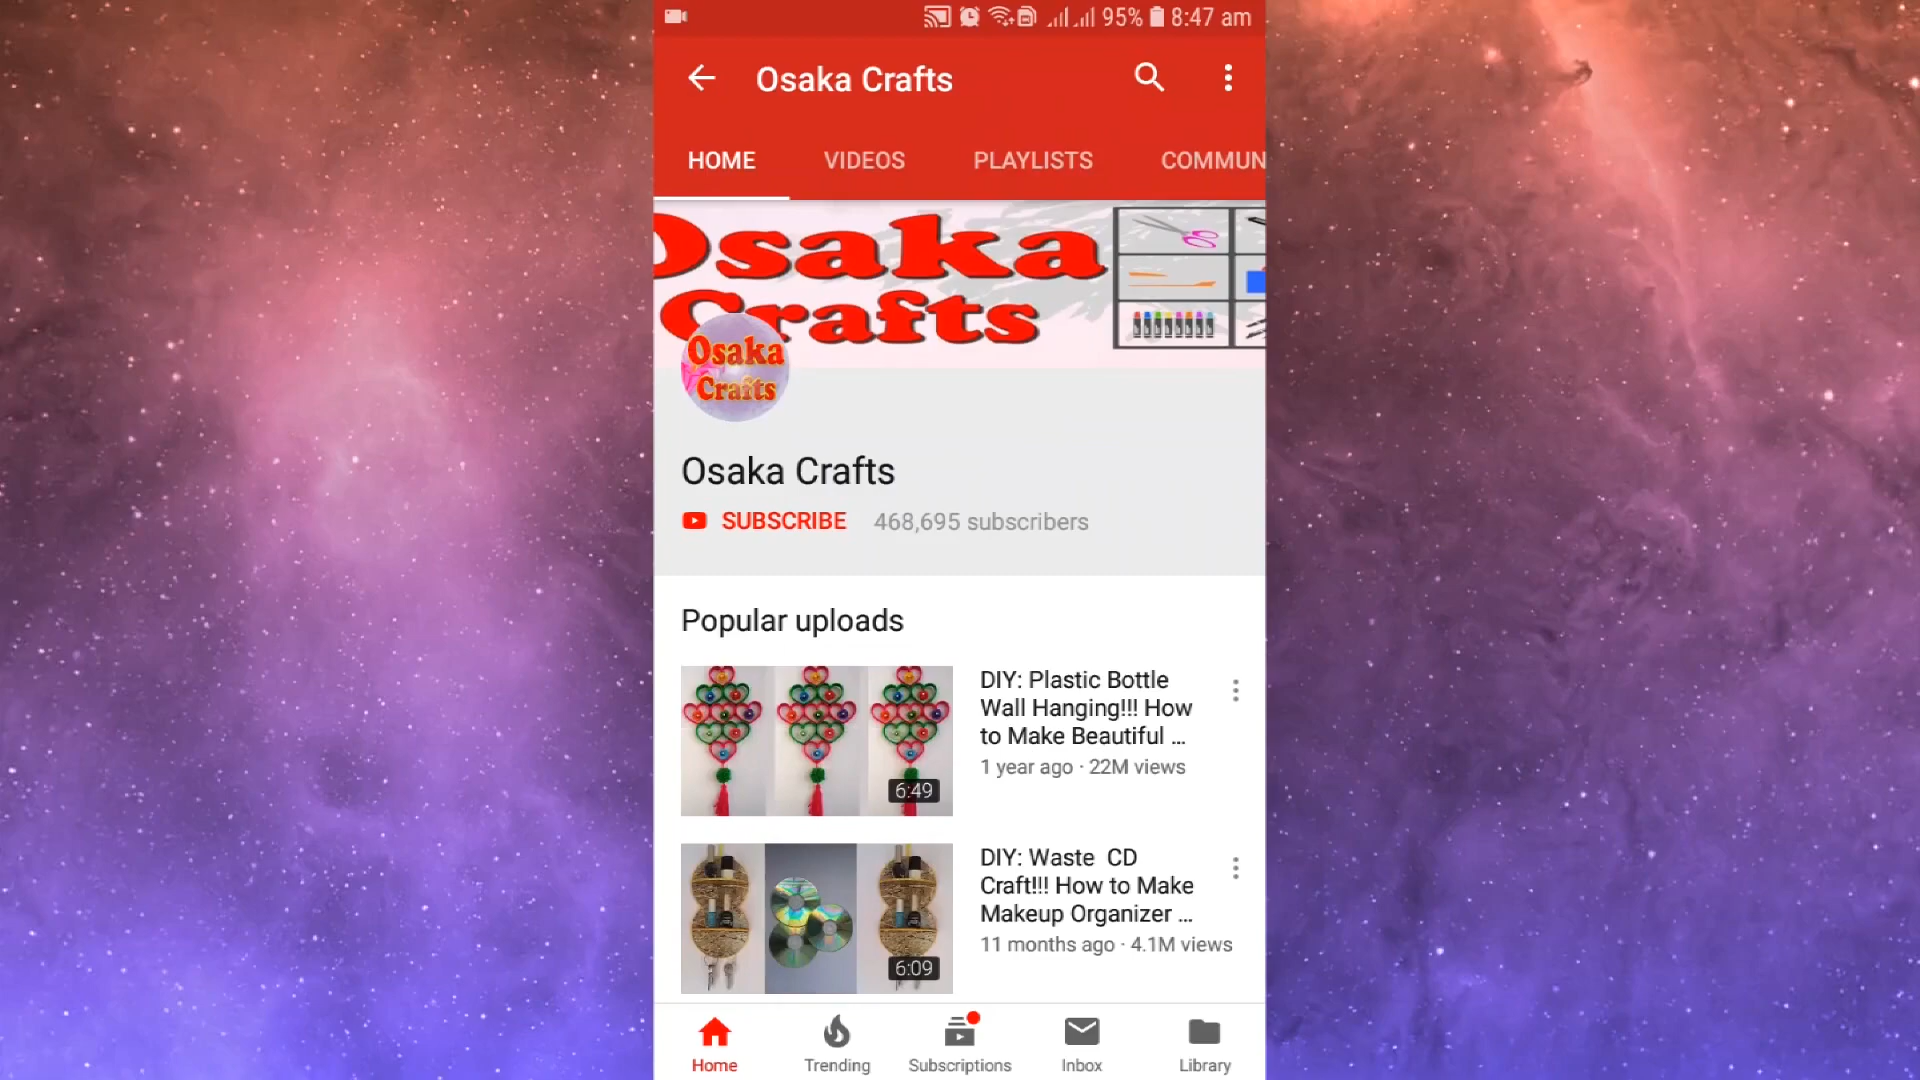 95% 8:47 am
Osaka Crafts
HOME VIDEOS PLAYLISTS COMMUN
Osaka
Crafts
Osaka
Crafts
Osaka Crafts
SUBSCRIBE 468,695 subscribers
Popular uploads
DIY: Plastic Bottle
Wall Hanging!!! How
to Make Beautiful ...
1 year ago · 22M views
6:49
DIY: Waste CD
Craft!!! How to Make
Makeup Organizer ...
11 months ago · 4.1M views
6:09
Home Trending Subscriptions Inbox Library